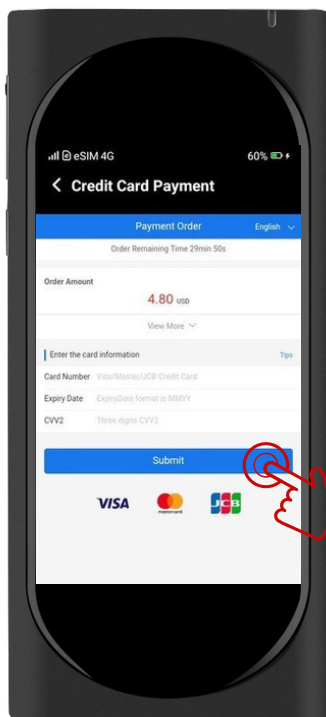 eSIM 4G 60%
Credit Card Payment
Payment Order English
Order Remaining Time 29min 50s
Order Amount
4.80 USD
View More
Enter the card information Tips
Card Number Visa/Master/JCB Credit Card
Expiry Date ExpiryDate format is MMYY
CVV2 Three digits CVV2
Submit
VISA mastercard JCB